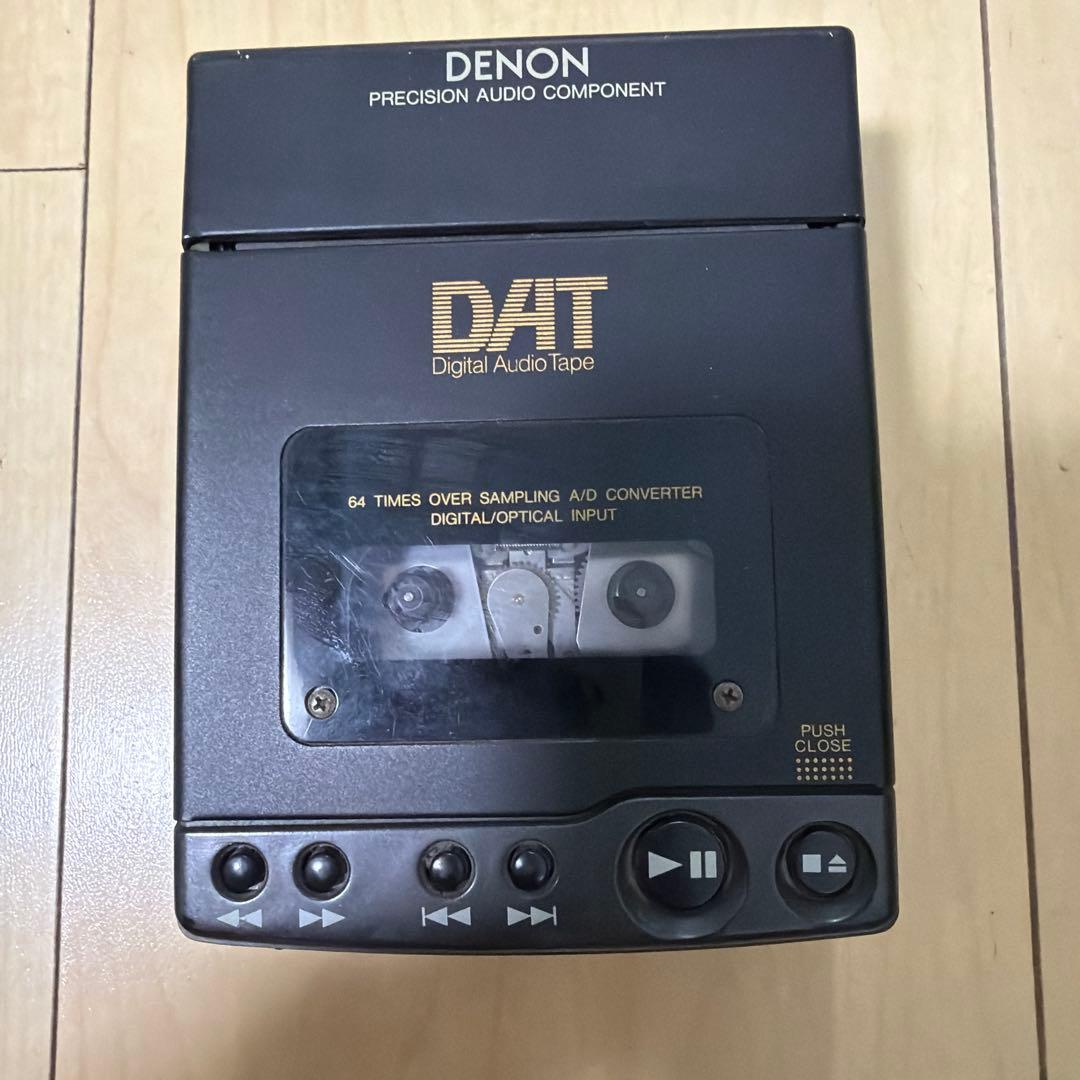 DENON
PRECISION AUDIO COMPONENT
DAT
Digital Audio Tape
64 TIMES OVER SAMPLING A/D CONVERTER
DIGITAL/OPTICAL INPUT
PUSH
CLOSE